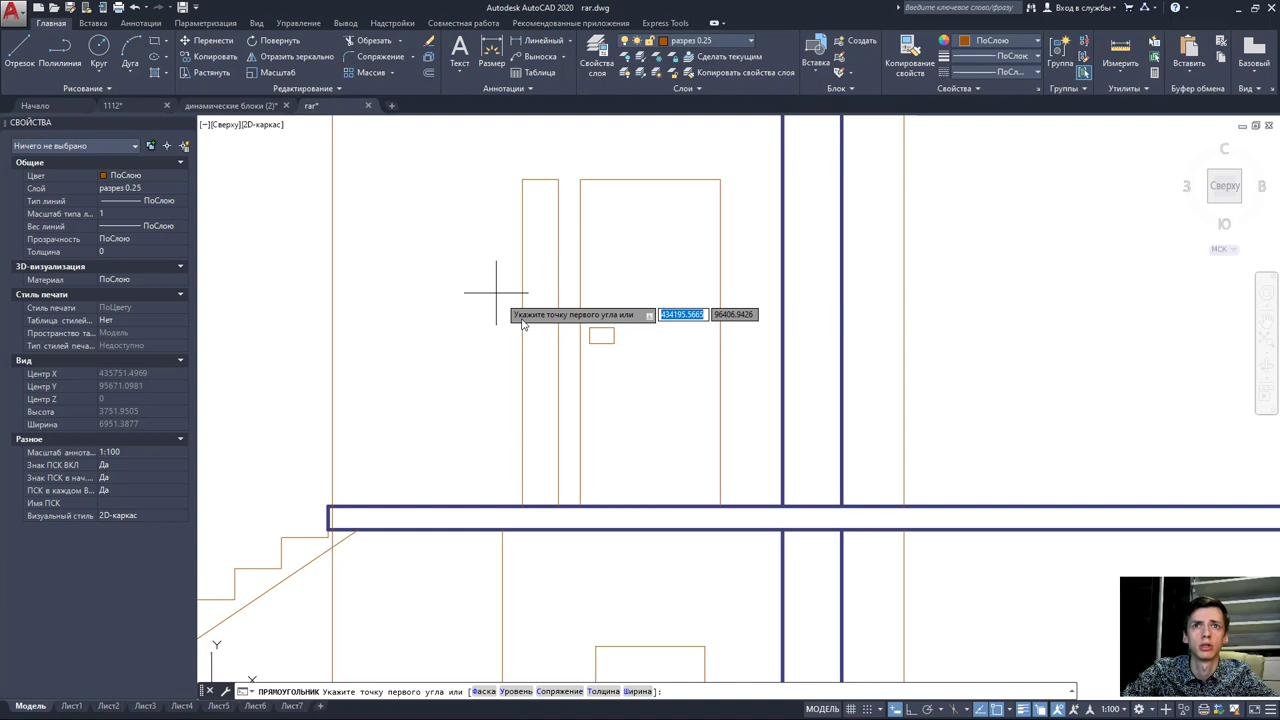 Autodesk AutoCAD 2020 rar.dwg
Введите ключевое слово/фразу
Вход в службы
Главная Вставка Аннотации Параметризация Вид Управление Вывод Надстройки Совместная работа Рекомендованные приложения Express Tools
Отрезок Полилиния Круг Дуга
Перенести Повернуть Обрезать
Копировать Отразить зеркально Сопряжение
Растянуть Масштаб Массив
Текст Размер
Линейный
Выноска
Таблица
Свойства слоя
разрез 0.25
Сделать текущим
Копировать свойства слоя
Вставка
Создать
Копирование свойств
ПоСлою
ПоСлою
ПоСл...
Группа
Измерить
Вставить
Базовый
Рисование Редактирование Аннотации Слои Блок Свойства Группы Утилиты Буфер обмена Вид
Начало 1112* динамические блоки (2)* rar*
СВОЙСТВА
[−][Сверху][2D-каркас]
Ничего не выбрано
Общие
Цвет ПоСлою
Слой разрез 0.25
Тип линий ПоСлою
Масштаб типа л... 1
Вес линий ПоСлою
Прозрачность ПоСлою
Толщина 0
3D-визуализация
Материал ПоСлою
Стиль печати
Стиль печати ПоЦвету
Таблица стилей... Нет
Пространство та... Модель
Тип стилей печат... Недоступно
Вид
Центр X 435751.4969
Центр Y 95671.0981
Центр Z 0
Высота 3751.9505
Ширина 6951.3877
Разное
Масштаб аннота... 1:100
Знак ПСК ВКЛ Да
Знак ПСК в нач.... Да
ПСК в каждом В... Да
Имя ПСК
Визуальный стиль 2D-каркас
С
З Сверху В
Ю
МСК
Укажите точку первого угла или 434195.5665 96406.9426
Y
X
ПРЯМОУГОЛЬНИК Укажите точку первого угла или [Фаска Уровень Сопряжение Толщина Ширина]:
Модель Лист1 Лист2 Лист3 Лист4 Лист5 Лист6 Лист7
МОДЕЛЬ
1:100